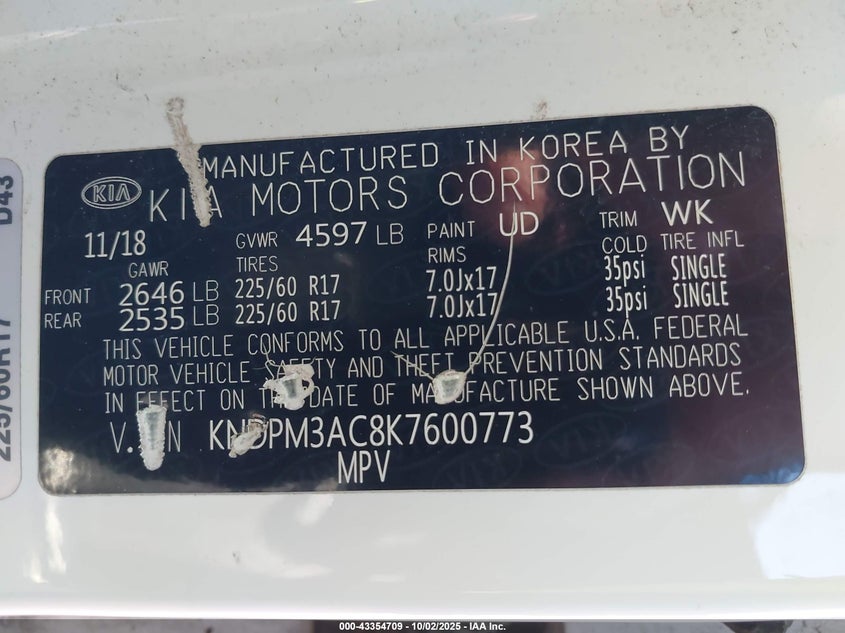 MANUFACTURED IN KOREA BY
KIA KIA MOTORS CORPORATION
11/18 GVWR 4597 LB PAINT UD TRIM WK
GAWR TIRES RIMS COLD TIRE INFL
FRONT 2646 LB 225/60 R17 7.0Jx17 35psi SINGLE
REAR 2535 LB 225/60 R17 7.0Jx17 35psi SINGLE
THIS VEHICLE CONFORMS TO ALL APPLICABLE U.S.A. FEDERAL
MOTOR VEHICLE SAFETY AND THEFT PREVENTION STANDARDS
IN EFFECT ON THE DATE OF MANUFACTURE SHOWN ABOVE.
V.I.N KNDPM3AC8K7600773
MPV
225/60R17 D43
000-43354709 - 10/02/2025 - IAA Inc.